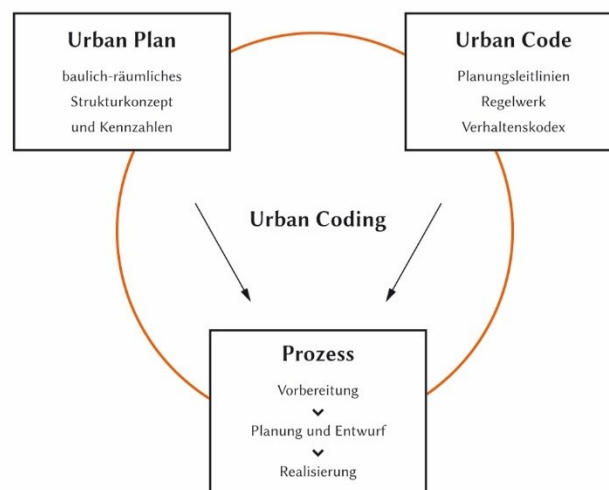 Urban Plan
baulich-räumliches
Strukturkonzept
und Kennzahlen
Urban Code
Planungsleitlinien
Regelwerk
Verhaltenskodex
Urban Coding
Prozess
Vorbereitung
Planung und Entwurf
Realisierung